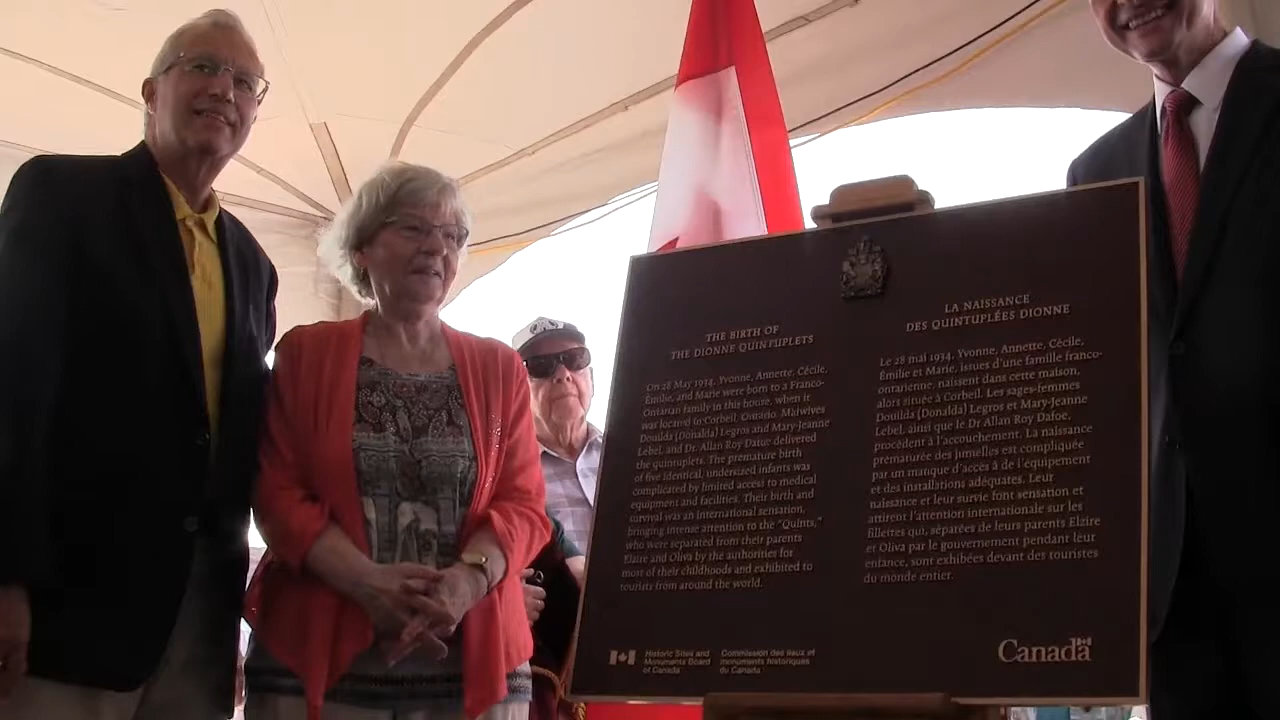 THE BIRTH OF
THE DIONNE QUINTUPLETS
On 28 May 1934, Yvonne, Annette, Cécile,
Émilie, and Marie were born to a Franco-
Ontarian family in this house, when it
was located in Corbeil, Ontario. Midwives
Douilda (Donalda) Legros and Mary-Jeanne
Lebel, and Dr. Allan Roy Dafoe delivered
the quintuplets. The premature birth
of five identical, undersized infants was
complicated by limited access to medical
equipment and facilities. Their birth and
survival was an international sensation,
bringing intense attention to the "Quints,"
who were separated from their parents
Elzire and Oliva by the authorities for
most of their childhoods and exhibited to
tourists from around the world.
LA NAISSANCE
DES QUINTUPLÉES DIONNE
Le 28 mai 1934, Yvonne, Annette, Cécile,
Émilie et Marie, issues d'une famille franco-
ontarienne, naissent dans cette maison,
alors située à Corbeil. Les sages-femmes
Douilda (Donalda) Legros et Mary-Jeanne
Lebel, ainsi que le Dr Allan Roy Dafoe,
procèdent à l'accouchement. La naissance
prématurée des jumelles est compliquée
par un manque d'accès à de l'équipement
et des installations adéquates. Leur
naissance et leur survie font sensation et
attirent l'attention internationale sur les
fillettes qui, séparées de leurs parents Elzire
et Oliva par le gouvernement pendant leur
enfance, sont exhibées devant des touristes
du monde entier.
Historic Sites and
Monuments Board
of Canada
Commission des lieux et
monuments historiques
du Canada
Canada